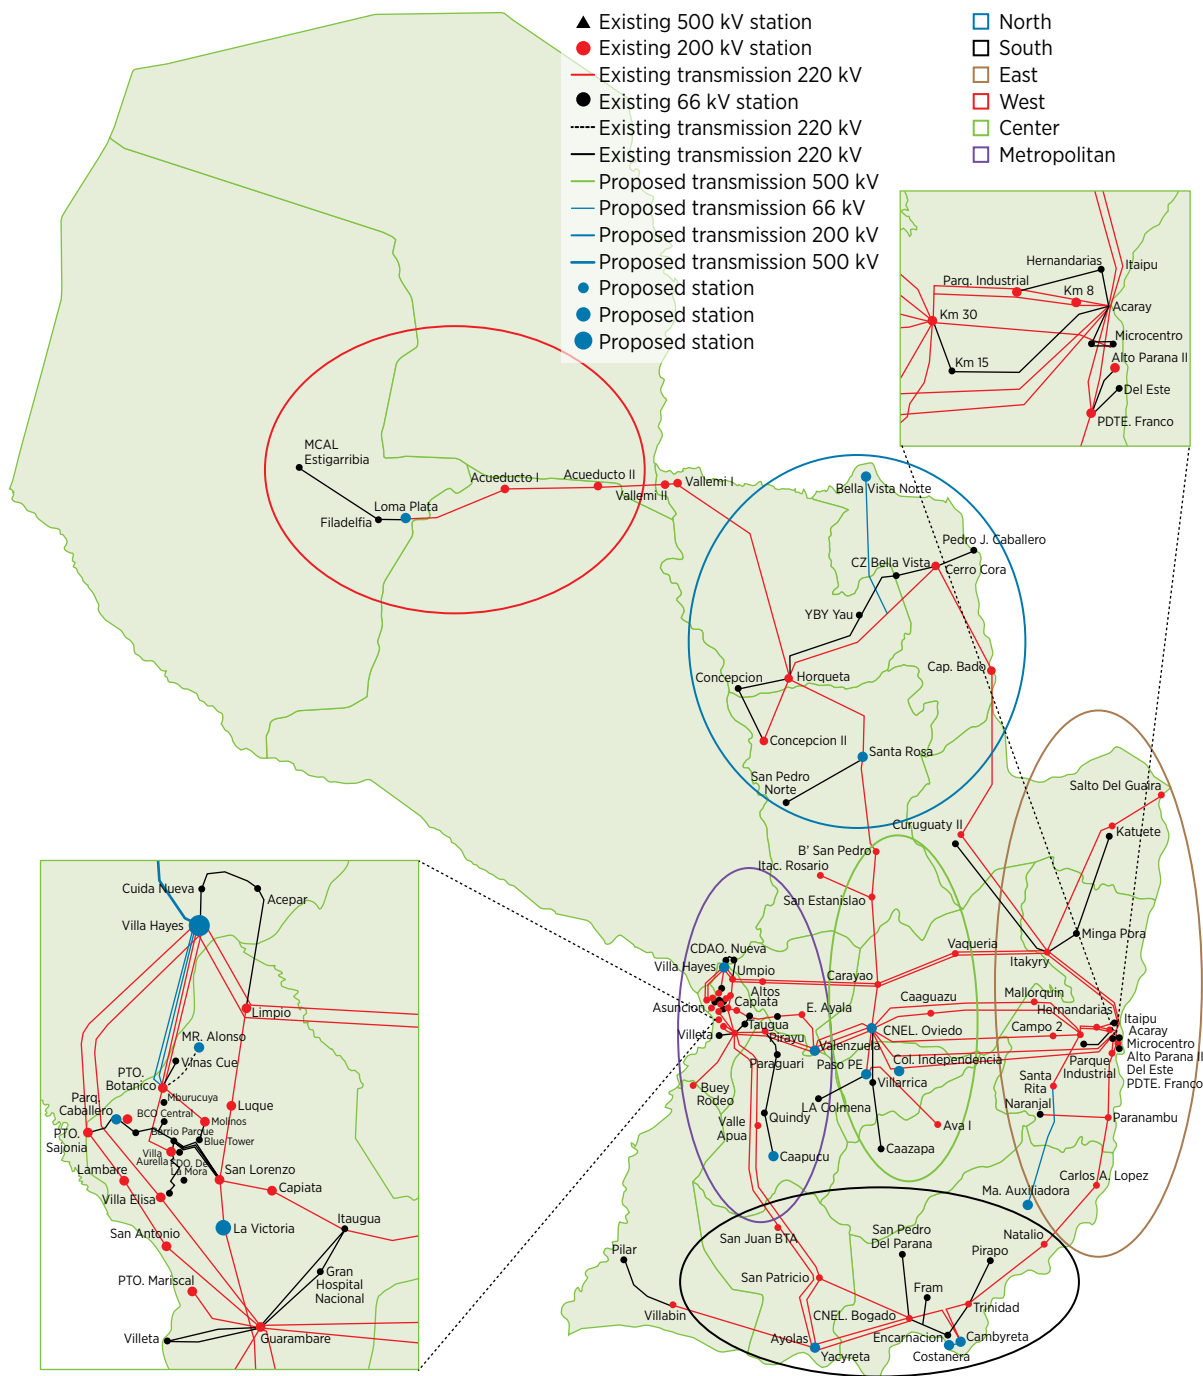 Existing 500 kV station
Existing 200 kV station
Existing transmission 220 kV
Existing 66 kV station
Existing transmission 220 kV
Existing transmission 220 kV
Proposed transmission 500 kV
Proposed transmission 66 kV
Proposed transmission 200 kV
Proposed transmission 500 kV
Proposed station
Proposed station
Proposed station
North
South
East
West
Center
Metropolitan
Hernandarias
Itaipu
Parq. Industrial
Km 8
Acaray
Km 30
Microcentro
Km 15
Alto Parana II
Del Este
PDTE. Franco
MCAL
Estigarribia
Acueducto I
Acueducto II
Vallemi I
Vallemi II
Loma Plata
Filadelfia
Bella Vista Norte
Pedro J. Caballero
CZ Bella Vista
Cerro Cora
YBY Yau
Cap. Bado
Concepcion
Horqueta
Concepcion II
Santa Rosa
San Pedro
Norte
Salto Del Guaira
Curuguaty II
Katuete
B' San Pedro
Itac. Rosario
San Estanislao
Minga Pora
Vaqueria
Itakyry
CDAO. Nueva
Villa Hayes
Umpio
Carayao
Altos
Caaguazu
Mallorquin
Asuncion
Caplata
E. Ayala
Hernandarias
Itaipu
Taugua
CNEL. Oviedo
Campo 2
Acaray
Villeta
Pirayu
Microcentro
Valenzuela
Alto Parana II
Paraguari
Paso PE
Col. Independencia
Parque
Industrial
Del Este
PDTE. Franco
Buey
Rodeo
Villarrica
Santa
Rita
Naranjal
LA Colmena
Quindy
Valle
Apua
Ava I
Paranambu
Caapucu
Caazapa
Carlos A. Lopez
Ma. Auxiliadora
San Juan BTA
Natalio
Pilar
San Pedro
Del Parana
Pirapo
San Patricio
Fram
Villabin
CNEL. Bogado
Trinidad
Ayolas
Encarnacion
Cambyreta
Yacyreta
Costanera
Cuida Nueva
Acepar
Villa Hayes
Limpio
MR. Alonso
Vinas Cue
PTO.
Botanico
Mburucuya
Parq.
Caballero
BCO Central
Luque
Molinos
PTO.
Sajonia
Barrio Parque
Blue Tower
Villa
Aurella
FDO. De
La Mora
Lambare
San Lorenzo
Villa Elisa
Capiata
La Victoria
Itaugua
San Antonio
Gran
Hospital
Nacional
PTO. Mariscal
Villeta
Guarambare